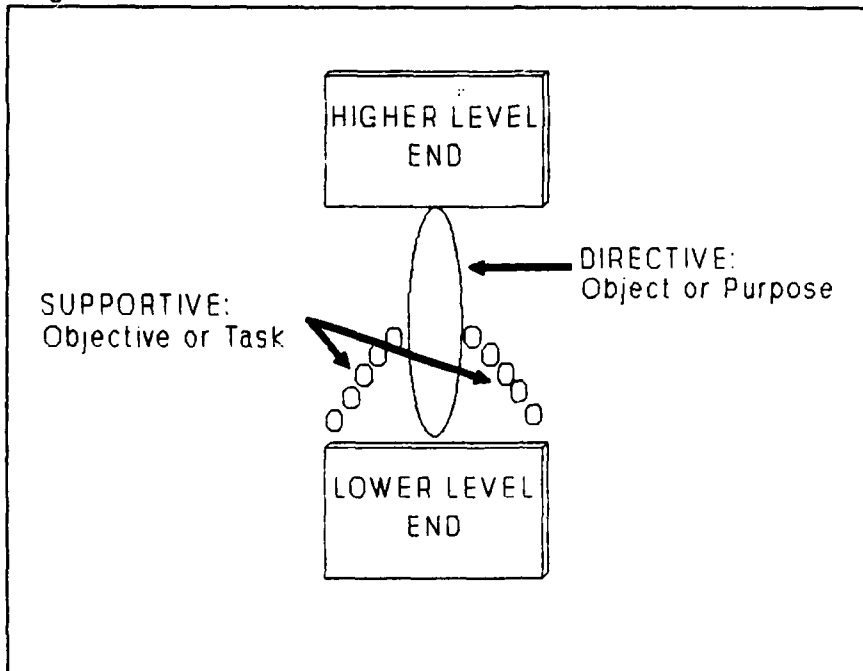 HIGHER LEVEL
END
DIRECTIVE:
Object or Purpose
SUPPORTIVE:
Objective or Task
LOWER LEVEL
END